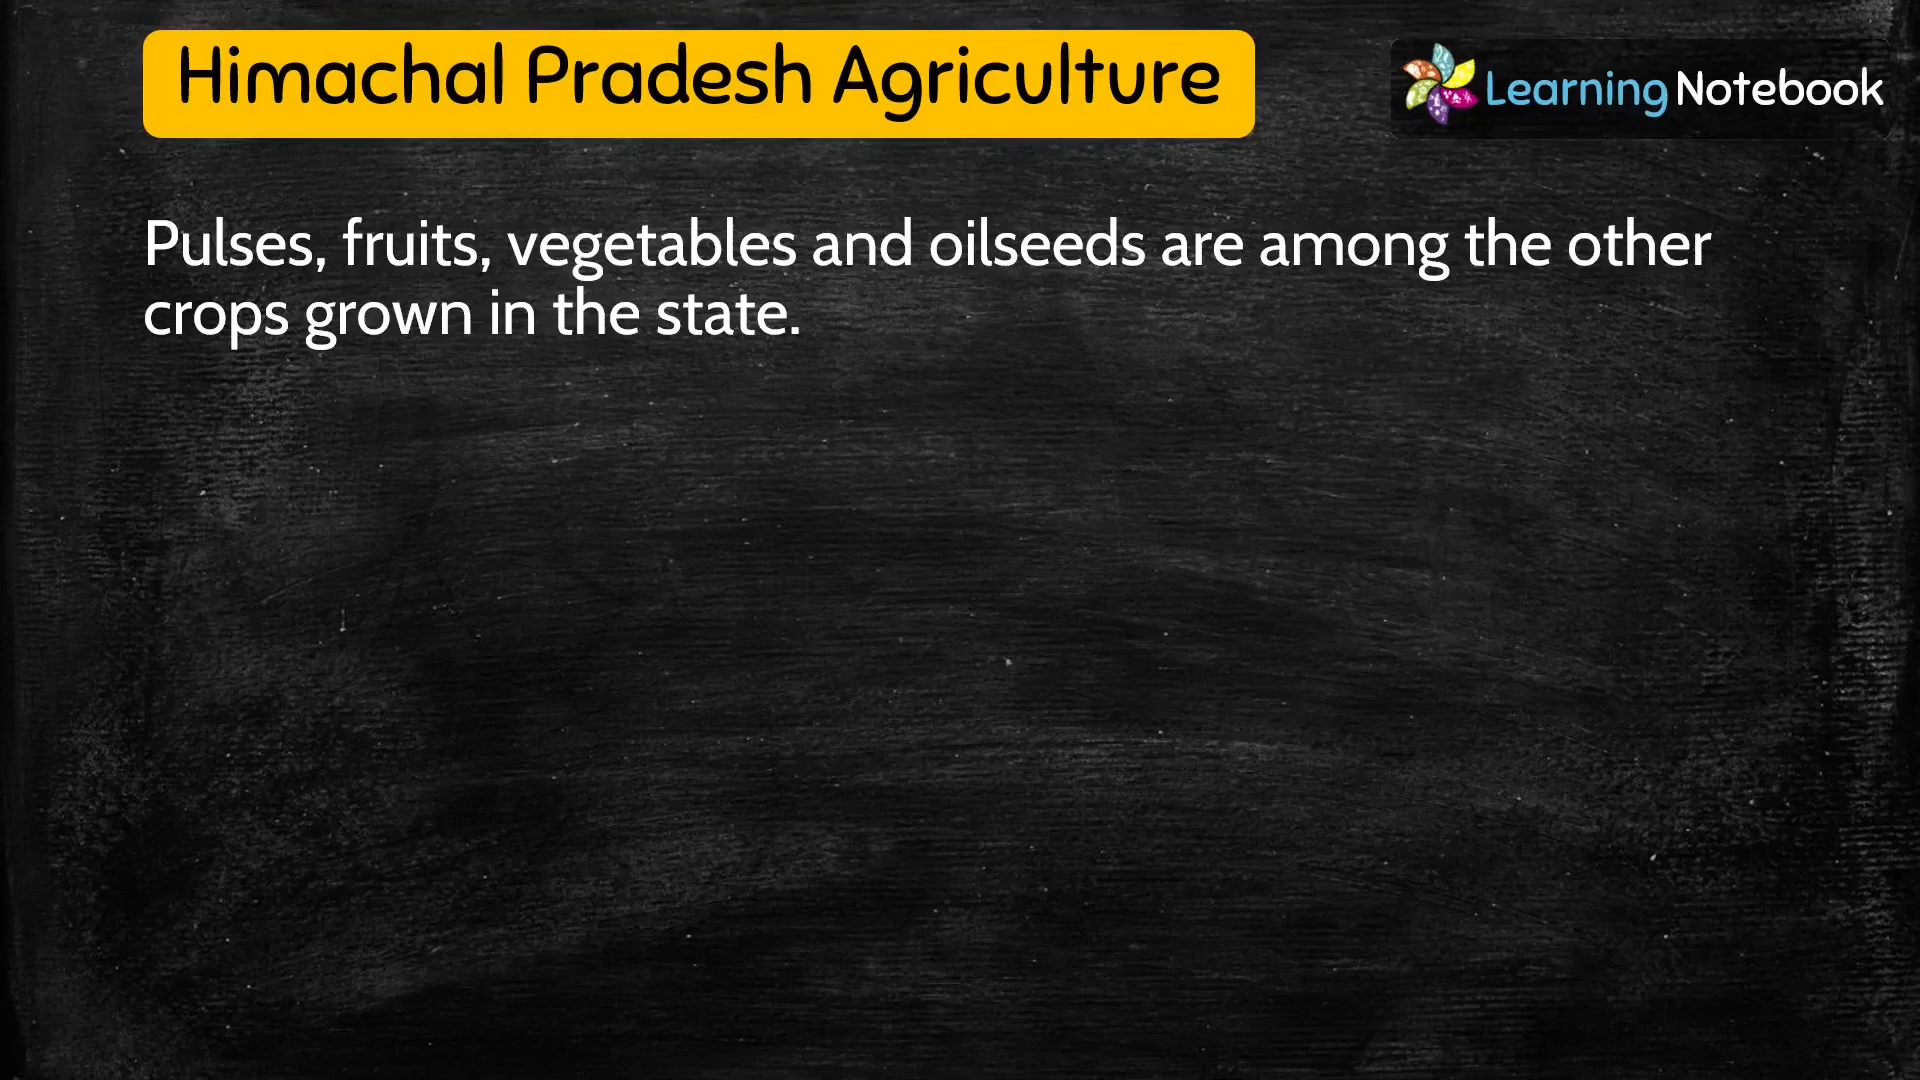 Himachal Pradesh Agriculture
Learning Notebook
Pulses, fruits, vegetables and oilseeds are among the other
crops grown in the state.